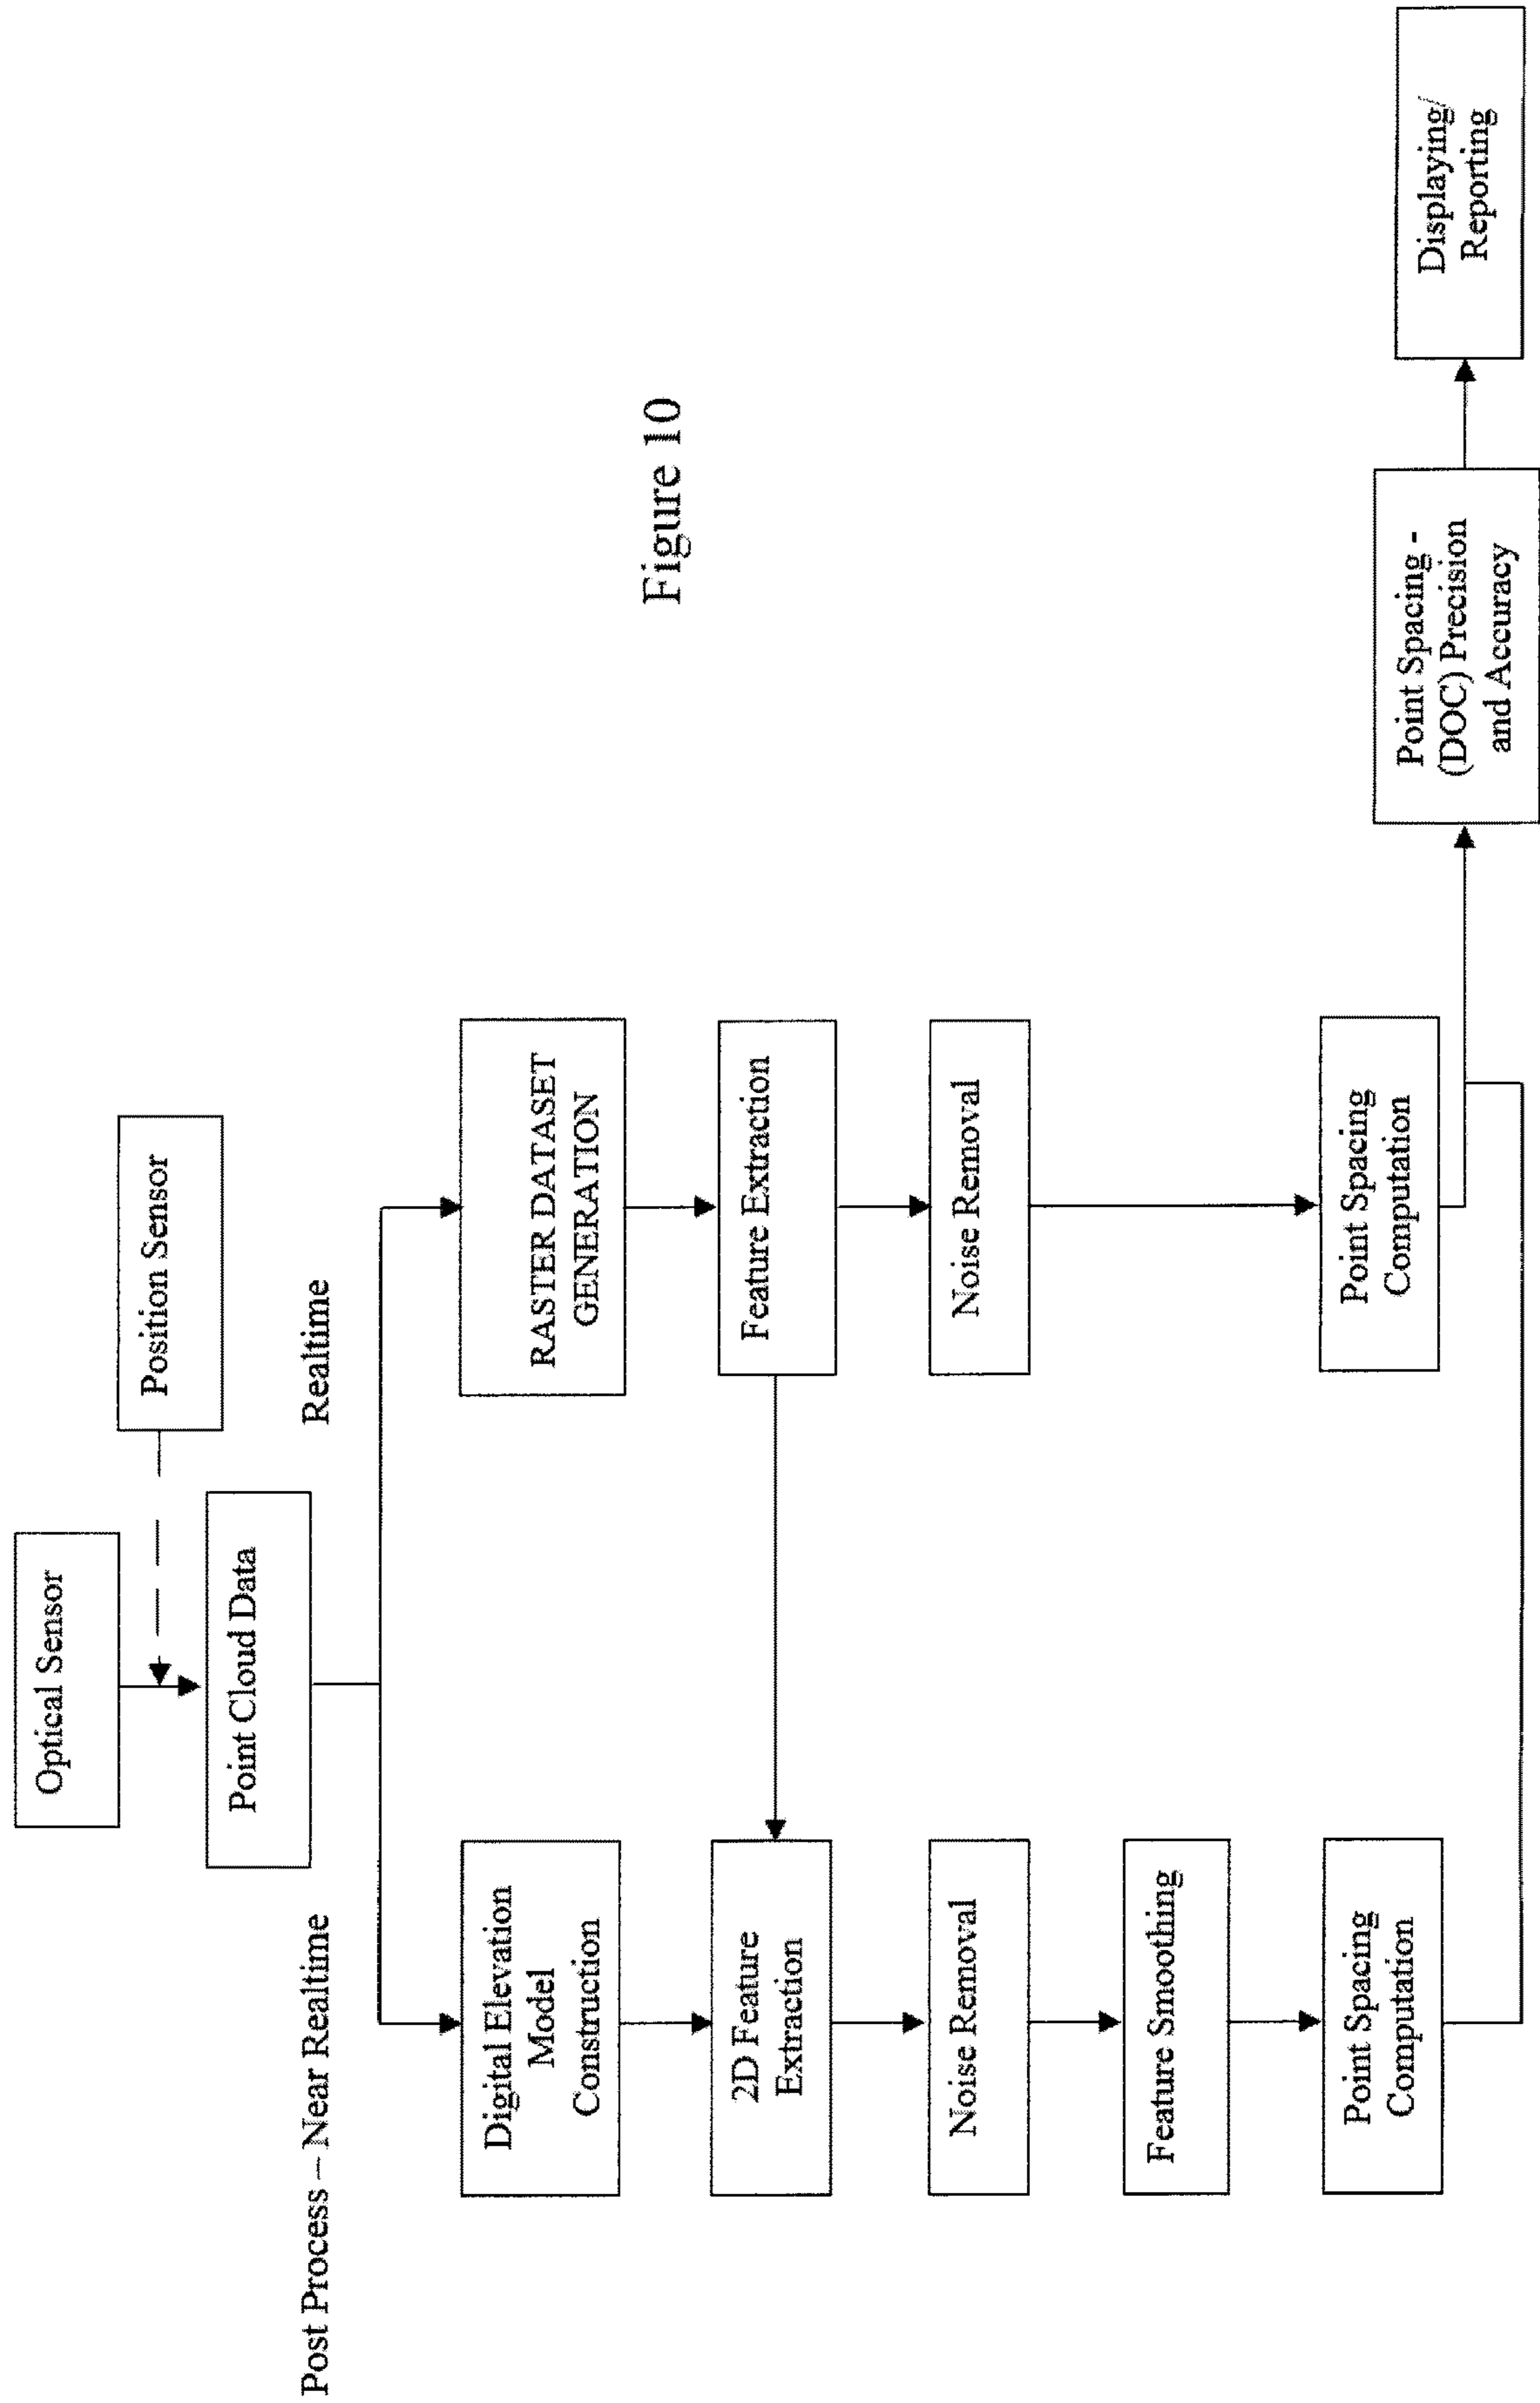 Optical Sensor
Position Sensor
Point Cloud Data
Post Process – Near Realtime
Realtime
Digital Elevation
Model
Construction
RASTER DATASET
GENERATION
2D Feature
Extraction
Feature Extraction
Noise Removal
Noise Removal
Feature Smoothing
Point Spacing
Computation
Point Spacing
Computation
Point Spacing -
(DOC) Precision
and Accuracy
Displaying/
Reporting
Figure 10